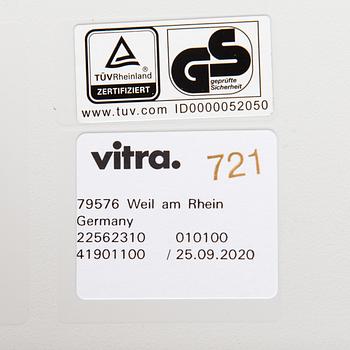 TÜVRheinland
ZERTIFIZIERT
GS
geprüfte
Sicherheit
www.tuv.com ID0000052050
vitra.
721
79576 Weil am Rhein
Germany
22562310 010100
41901100 / 25.09.2020